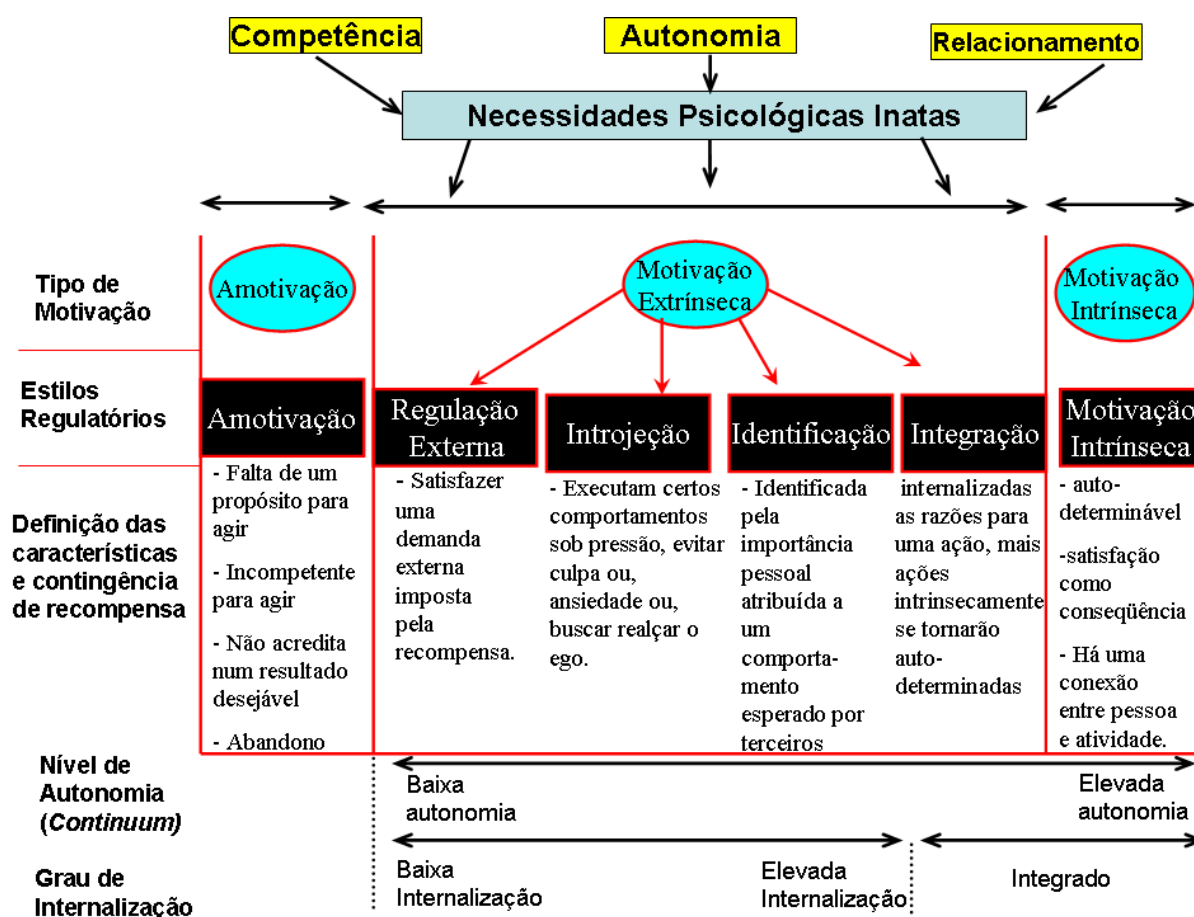 Competência
Autonomia
Relacionamento
Necessidades Psicológicas Inatas
Tipo de
Motivação
Amotivação
Motivação
Extrínseca
Motivação
Intrínseca
Estilos
Regulatórios
Amotivação
Regulação
Externa
Introjeção
Identificação
Integração
Motivação
Intrínseca
Definição das
características
e contingência
de recompensa
- Falta de um
propósito para
agir
- Incompetente
para agir
- Não acredita
num resultado
desejável
- Abandono
- Satisfazer
uma
demanda
externa
imposta
pela
recompensa.
- Executam certos
comportamentos
sob pressão, evitar
culpa ou,
ansiedade ou,
buscar realçar o
ego.
- Identificada
pela
importância
pessoal
atribuída a
um
comporta-
mento
esperado por
terceiros
internalizadas
as razões para
uma ação, mais
ações
intrinsecamente
se tornarão
auto-
determinadas
- auto-
determinável
-satisfação
como
conseqüência
- Há uma
conexão
entre pessoa
e atividade.
Nível de
Autonomia
(Continuum)
Baixa
autonomia
Elevada
autonomia
Grau de
Internalização
Baixa
Internalização
Elevada
Internalização
Integrado